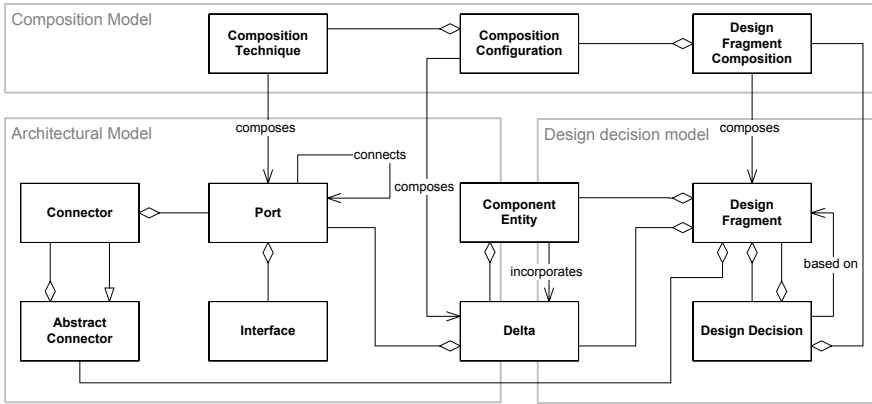 Composition Model
Composition
Technique
Composition
Configuration
Design
Fragment
Composition
composes
composes
Architectural Model
Design decision model
connects
composes
Connector
Port
Component
Entity
Design
Fragment
incorporates
based on
Abstract
Connector
Interface
Delta
Design Decision